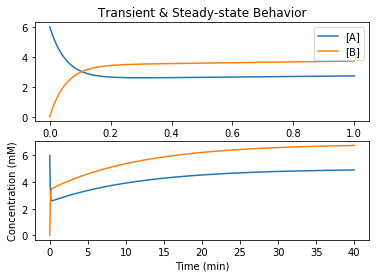 Transient & Steady-state Behavior
6
4
2
0
[A]
[B]
0.0 0.2 0.4 0.6 0.8 1.0
Concentration (mM)
6
4
2
0
0 5 10 15 20 25 30 35 40
Time (min)